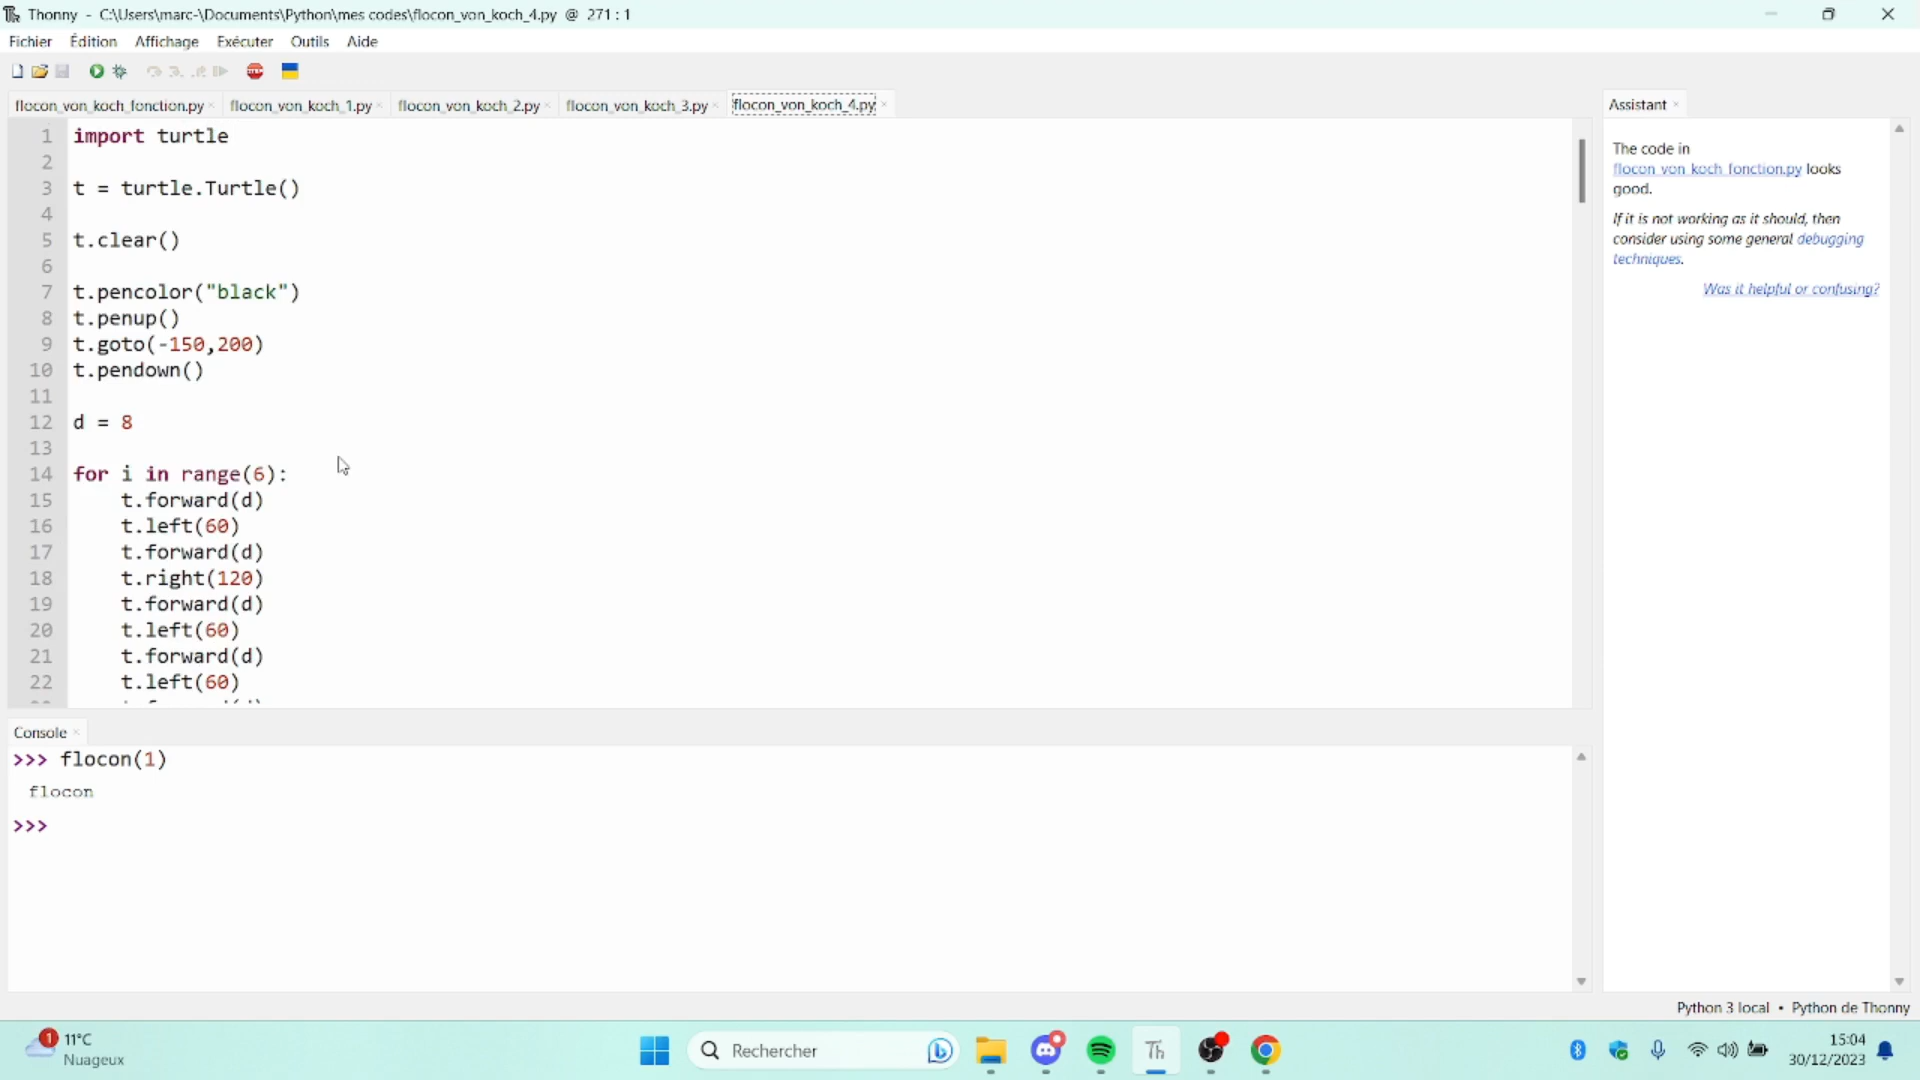 Thonny - C:\Users\marc-\Documents\Python\mes codes\flocon_von_koch_4.py @ 271 : 1
Fichier Édition Affichage Exécuter Outils Aide
flocon_von_koch_fonction.py × flocon_von_koch_1.py × flocon_von_koch_2.py × flocon_von_koch_3.py × flocon_von_koch_4.py ×
1 import turtle
2
3 t = turtle.Turtle()
4
5 t.clear()
6
7 t.pencolor("black")
8 t.penup()
9 t.goto(-150,200)
10 t.pendown()
11
12 d = 8
13
14 for i in range(6):
15 t.forward(d)
16 t.left(60)
17 t.forward(d)
18 t.right(120)
19 t.forward(d)
20 t.left(60)
21 t.forward(d)
22 t.left(60)
Console ×
>>> flocon(1)
flocon
>>>
Assistant ×
The code in
flocon_von_koch_fonction.py looks
good.
If it is not working as it should, then
consider using some general debugging
techniques.
Was it helpful or confusing?
Python 3 local • Python de Thonny
1
11°C
Nuageux
Rechercher
Th
15:04
30/12/2023